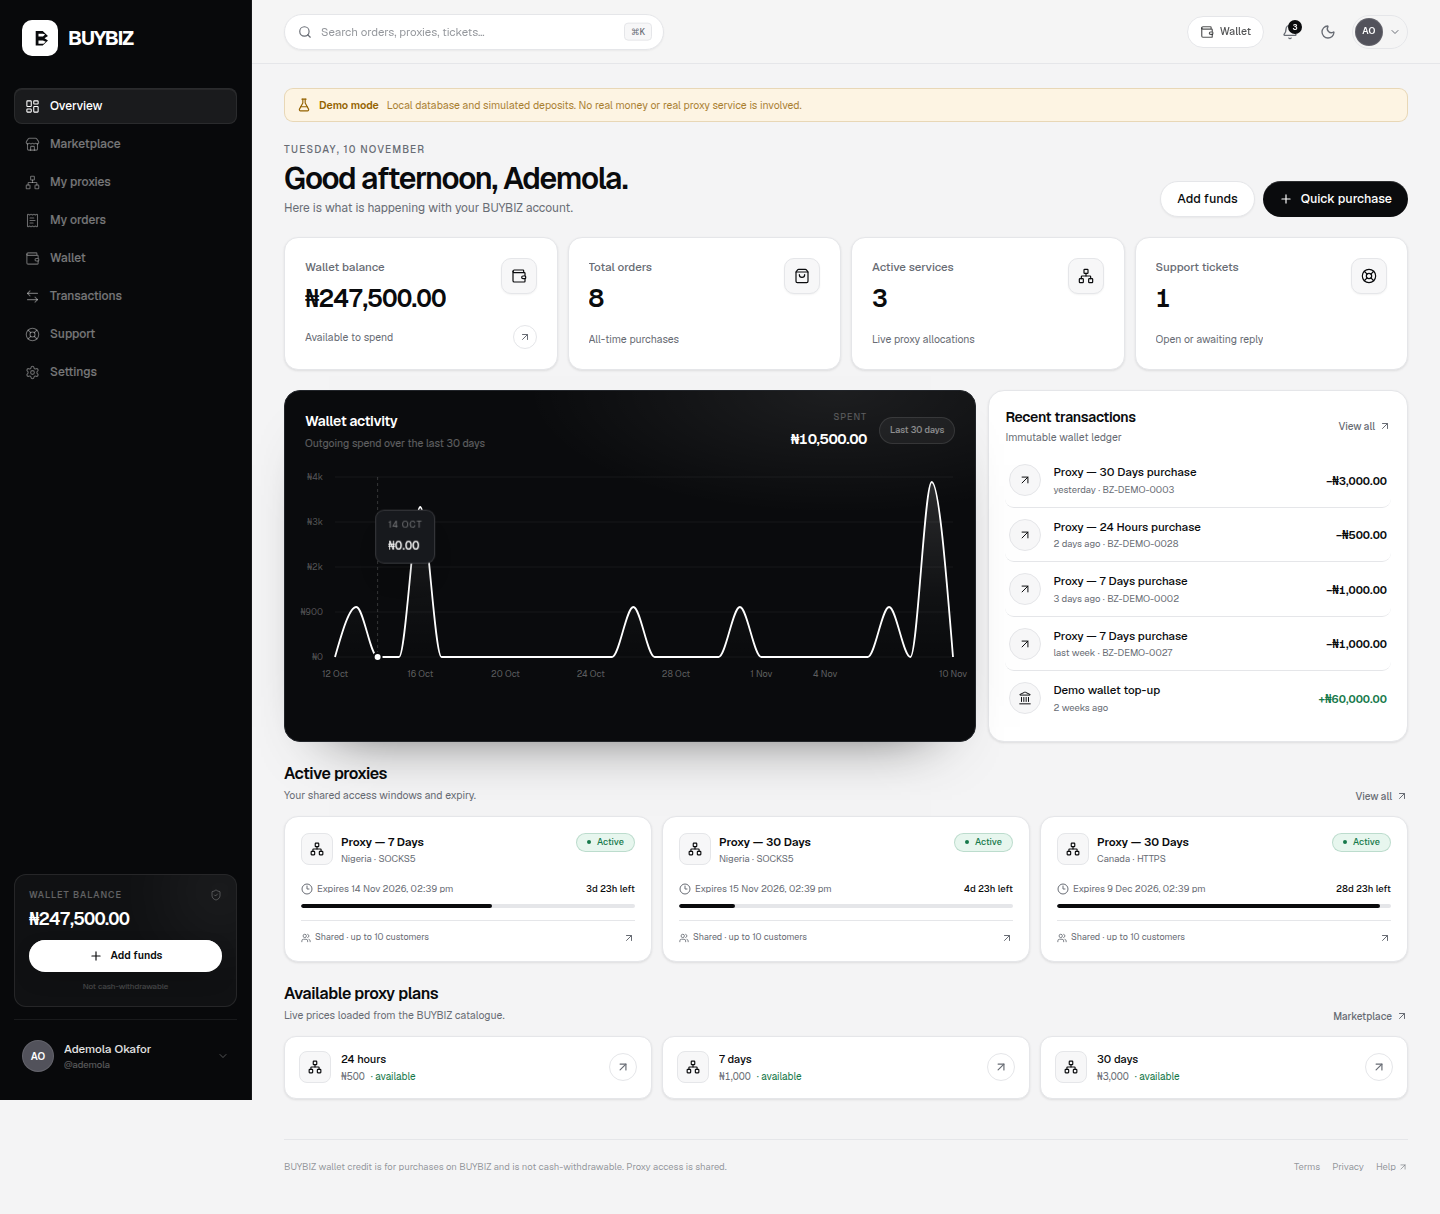 BUYBIZ
Search orders, proxies, tickets...
⌘K
Wallet
3
AO
Overview
Marketplace
My proxies
My orders
Wallet
Transactions
Support
Settings
Demo mode Local database and simulated deposits. No real money or real proxy service is involved.
TUESDAY, 10 NOVEMBER
Good afternoon, Ademola.
Here is what is happening with your BUYBIZ account.
Add funds
Quick purchase
Wallet balance
₦247,500.00
Available to spend
Total orders
8
All-time purchases
Active services
3
Live proxy allocations
Support tickets
1
Open or awaiting reply
Wallet activity
Outgoing spend over the last 30 days
SPENT
₦10,500.00
Last 30 days
₦4k
₦3k
₦2k
₦900
₦0
14 OCT
₦0.00
12 Oct 16 Oct 20 Oct 24 Oct 28 Oct 1 Nov 4 Nov 10 Nov
Recent transactions
Immutable wallet ledger
View all
Proxy — 30 Days purchase
yesterday · BZ-DEMO-0003
−₦3,000.00
Proxy — 24 Hours purchase
2 days ago · BZ-DEMO-0028
−₦500.00
Proxy — 7 Days purchase
3 days ago · BZ-DEMO-0002
−₦1,000.00
Proxy — 7 Days purchase
last week · BZ-DEMO-0027
−₦1,000.00
Demo wallet top-up
2 weeks ago
+₦60,000.00
Active proxies
Your shared access windows and expiry.
View all
Proxy — 7 Days
Nigeria · SOCKS5
Active
Expires 14 Nov 2026, 02:39 pm
3d 23h left
Shared · up to 10 customers
Proxy — 30 Days
Nigeria · SOCKS5
Active
Expires 15 Nov 2026, 02:39 pm
4d 23h left
Shared · up to 10 customers
Proxy — 30 Days
Canada · HTTPS
Active
Expires 9 Dec 2026, 02:39 pm
28d 23h left
Shared · up to 10 customers
WALLET BALANCE
₦247,500.00
Add funds
Not cash-withdrawable
AO
Ademola Okafor
@ademola
Available proxy plans
Live prices loaded from the BUYBIZ catalogue.
Marketplace
24 hours
₦500 · available
7 days
₦1,000 · available
30 days
₦3,000 · available
BUYBIZ wallet credit is for purchases on BUYBIZ and is not cash-withdrawable. Proxy access is shared.
Terms Privacy Help